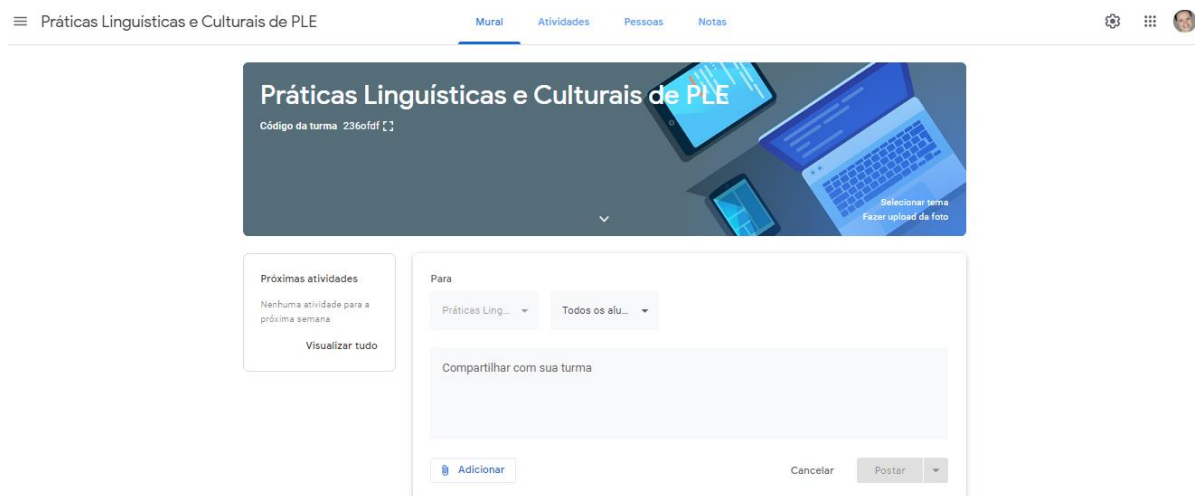 Práticas Linguísticas e Culturais de PLE
Mural
Atividades
Pessoas
Notas
Práticas Linguísticas e Culturais de PLE
Código da turma 236ofdf
Selecionar tema
Fazer upload da foto
Próximas atividades
Nenhuma atividade para a
próxima semana
Visualizar tudo
Para
Práticas Ling...
Todos os alu...
Compartilhar com sua turma
Adicionar
Cancelar
Postar